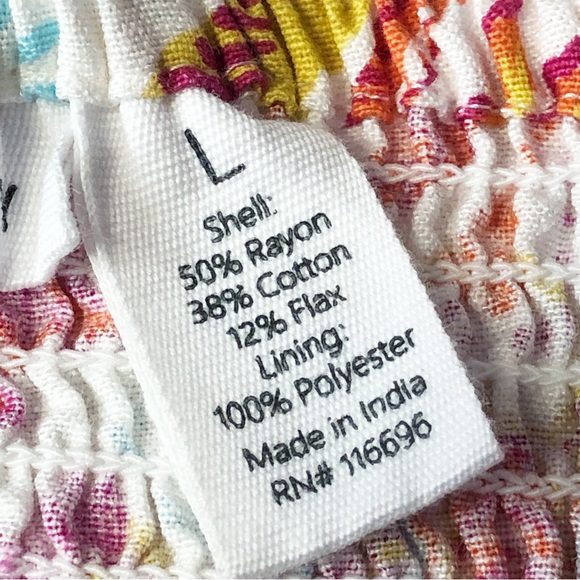 L
Shell:
50% Rayon
38% Cotton
12% Flax
Lining:
100% Polyester
Made in India
RN# 116696